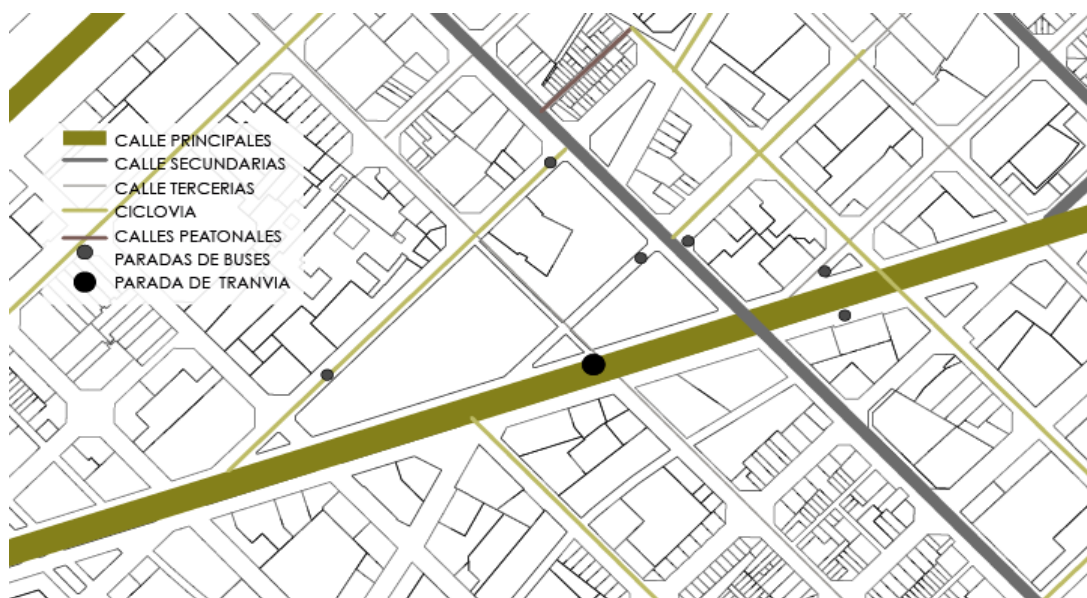 CALLE PRINCIPALES
CALLE SECUNDARIAS
CALLE TERCERIAS
CICLOVIA
CALLES PEATONALES
PARADAS DE BUSES
PARADA DE TRANVIA